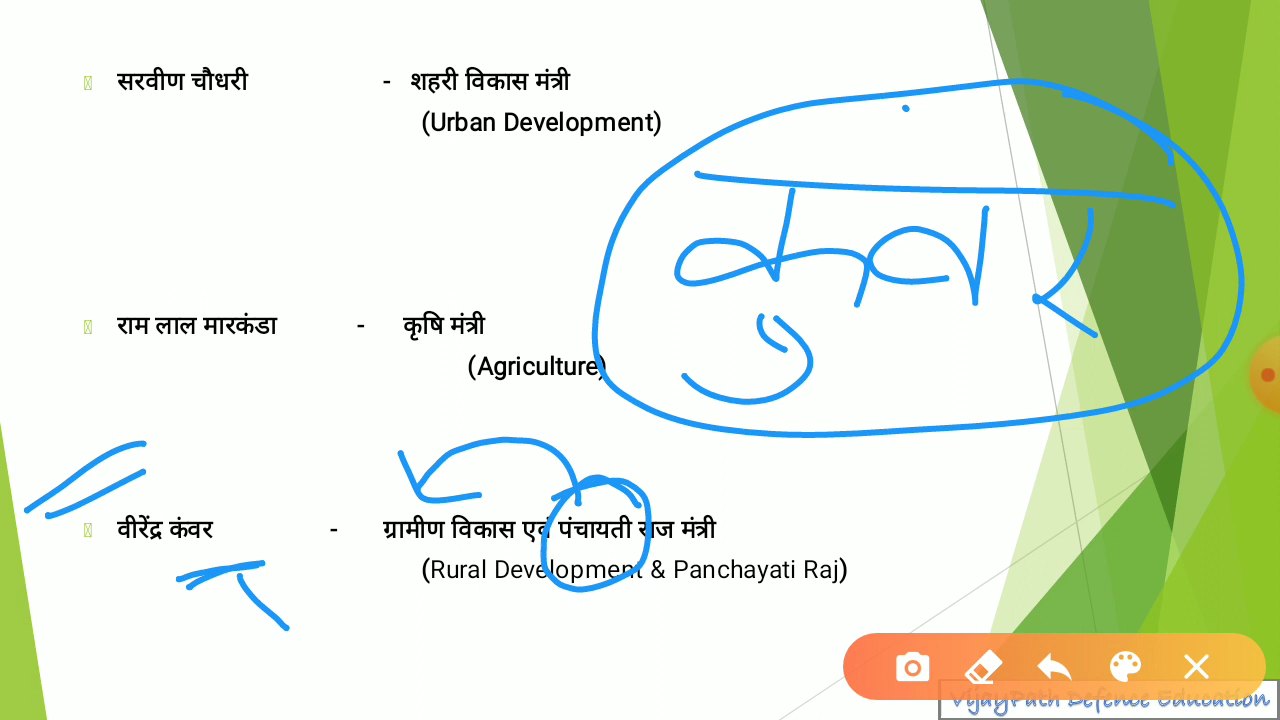 सरवीण चौधरी - शहरी विकास मंत्री
(Urban Development)
राम लाल मारकंडा - कृषि मंत्री
(Agriculture)
वीरेंद्र कंवर - ग्रामीण विकास एवं पंचायती राज मंत्री
(Rural Development & Panchayati Raj)
VijayPath Defence Education